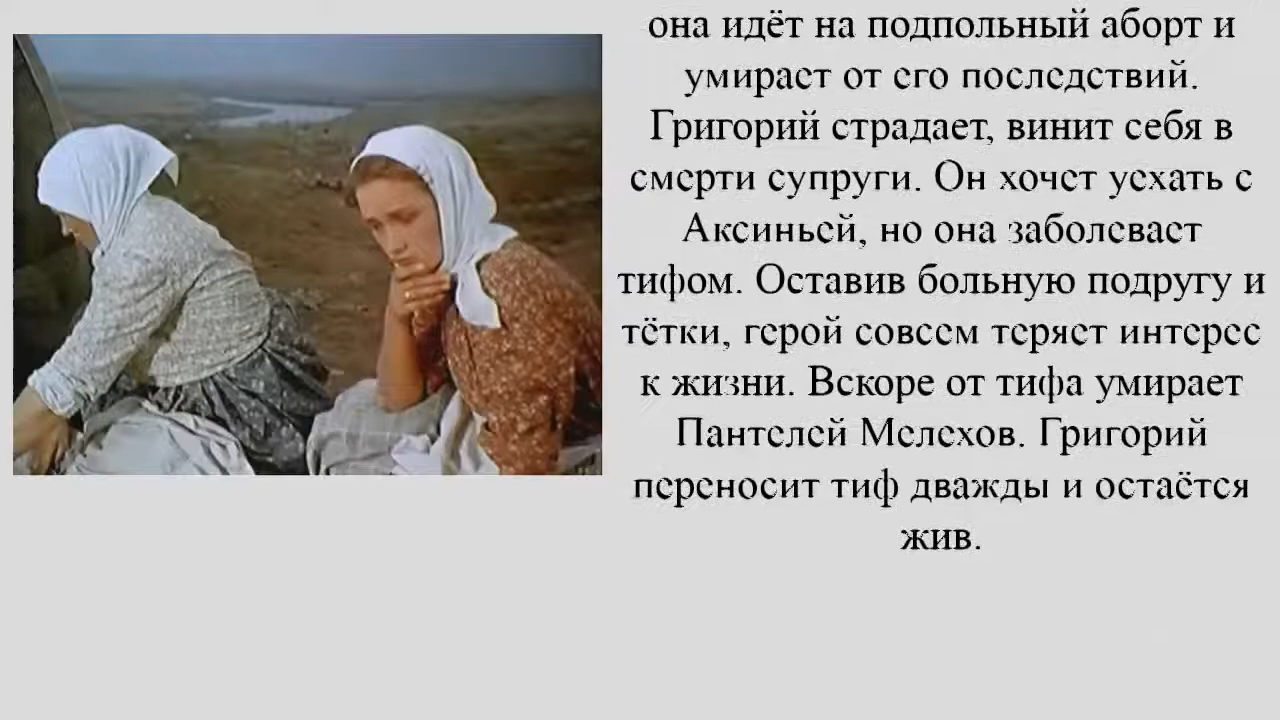 она идёт на подпольный аборт и
умирает от его последствий.
Григорий страдает, винит себя в
смерти супруги. Он хочет уехать с
Аксиньей, но она заболевает
тифом. Оставив больную подругу и
тётки, герой совсем теряет интерес
к жизни. Вскоре от тифа умирает
Пантелей Мелехов. Григорий
переносит тиф дважды и остаётся
жив.